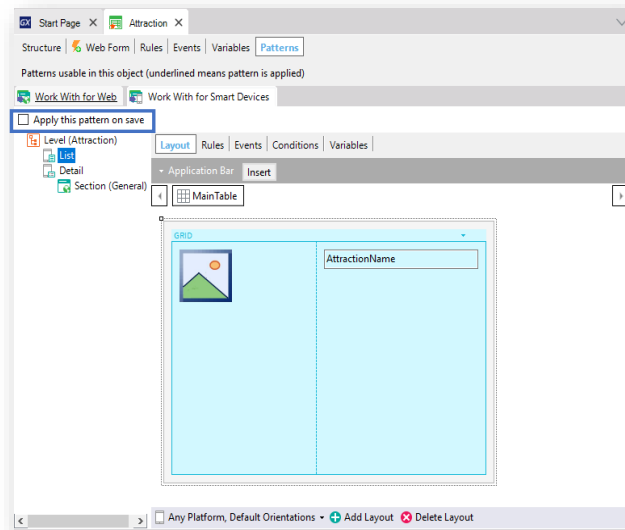 GX Start Page X Attraction X
Structure Web Form Rules Events Variables Patterns
Patterns usable in this object (underlined means pattern is applied)
Work With for Web Work With for Smart Devices
Apply this pattern on save
Level (Attraction)
List
Detail
Section (General)
Layout Rules Events Conditions Variables
Application Bar Insert
MainTable
GRID
AttractionName
Any Platform, Default Orientations Add Layout Delete Layout